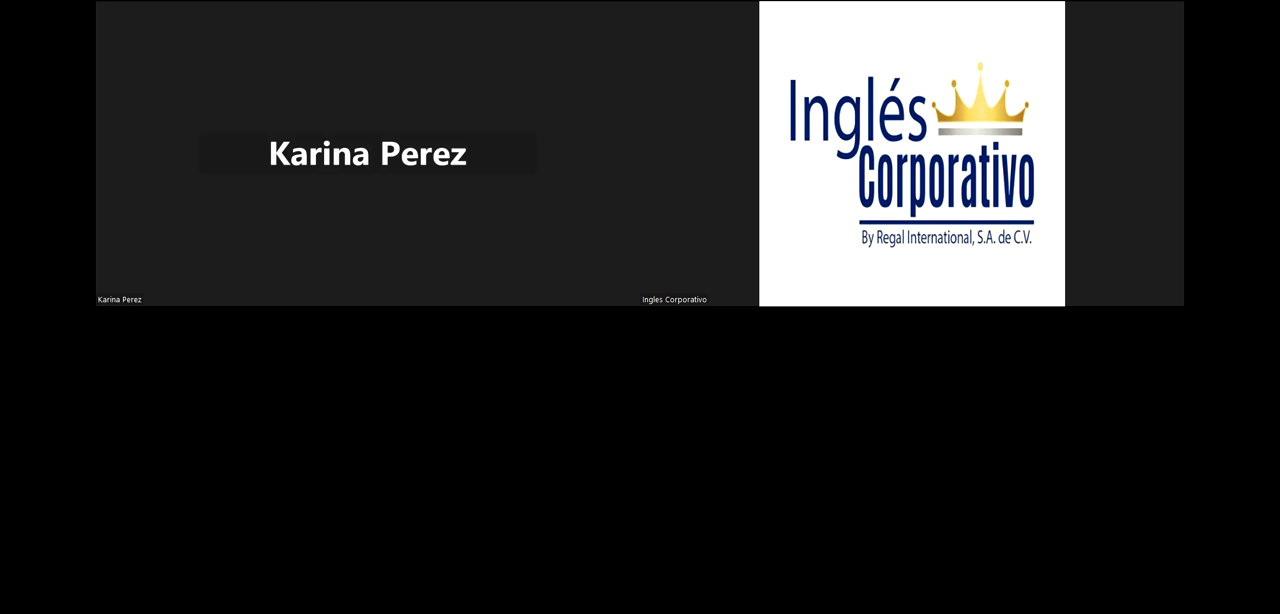 Karina Perez
Karina Perez
Ingles Corporativo
Inglés
Corporativo
By Regal International, S.A. de C.V.